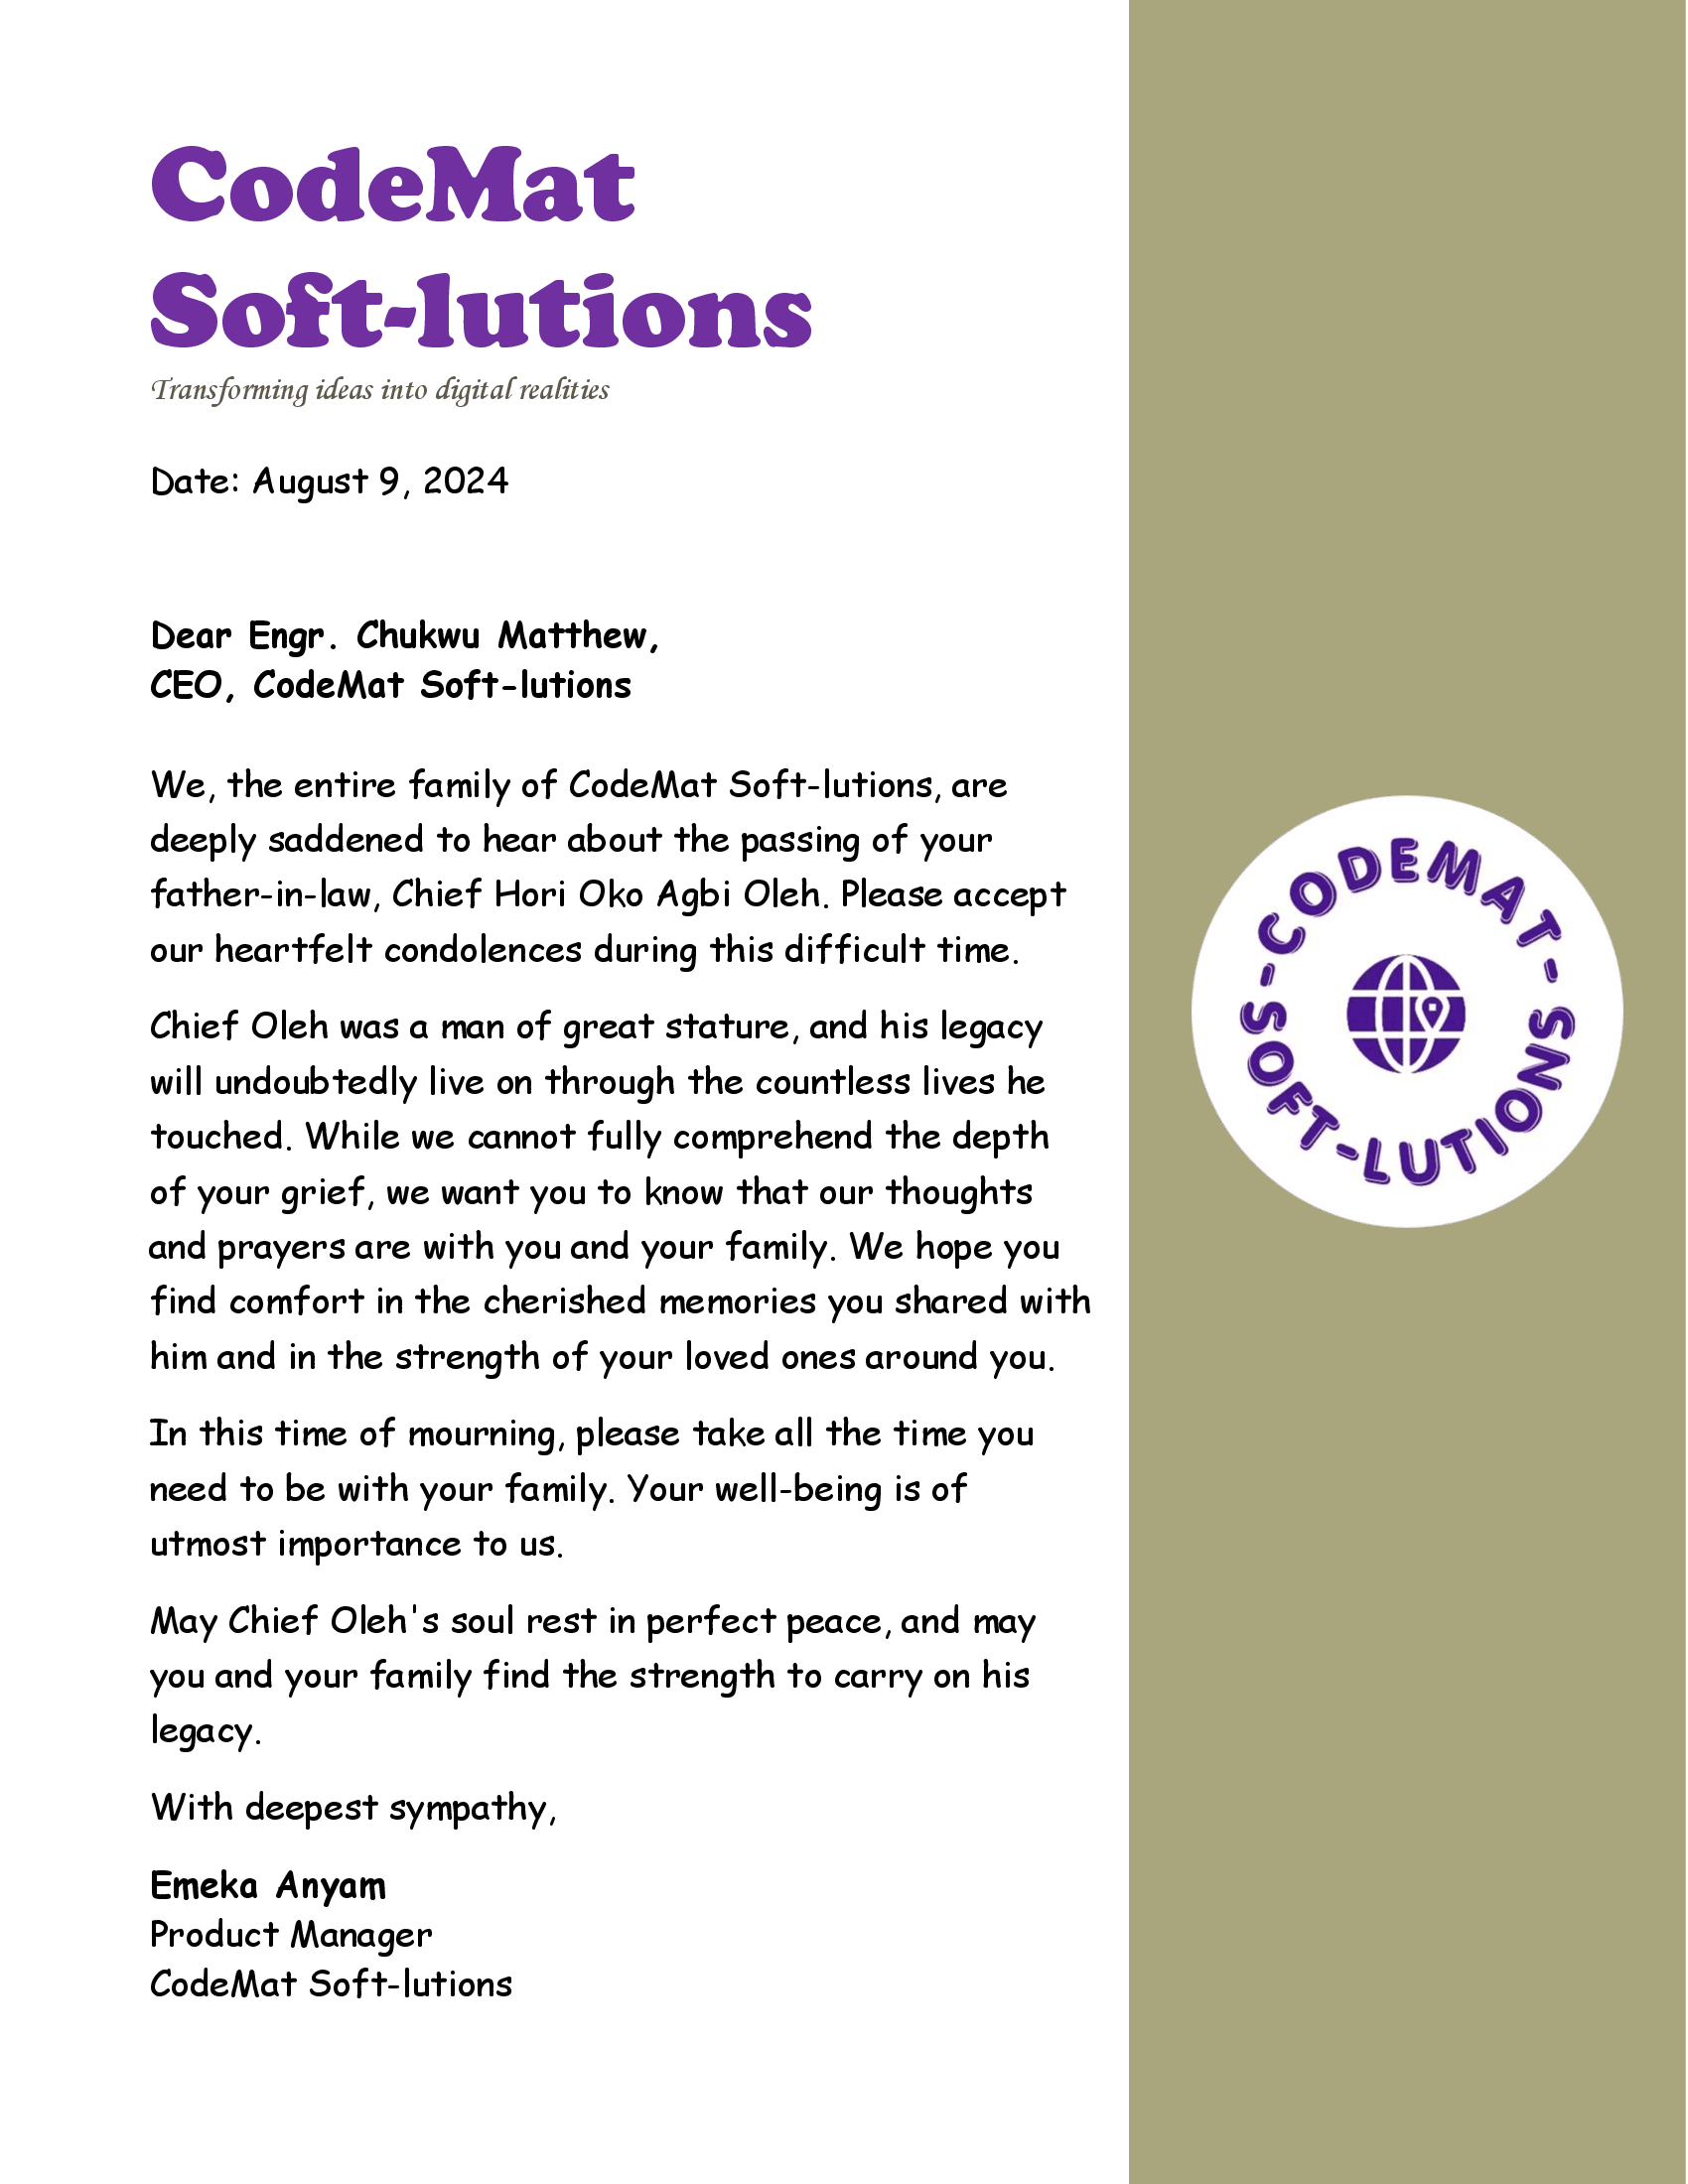 CodeMat
Soft-lutions
Transforming ideas into digital realities
Date: August 9, 2024
Dear Engr. Chukwu Matthew,
CEO, CodeMat Soft-lutions
We, the entire family of CodeMat Soft-lutions, are
deeply saddened to hear about the passing of your
father-in-law, Chief Hori Oko Agbi Oleh. Please accept
our heartfelt condolences during this difficult time.
Chief Oleh was a man of great stature, and his legacy
will undoubtedly live on through the countless lives he
touched. While we cannot fully comprehend the depth
of your grief, we want you to know that our thoughts
and prayers are with you and your family. We hope you
find comfort in the cherished memories you shared with
him and in the strength of your loved ones around you.
In this time of mourning, please take all the time you
need to be with your family. Your well-being is of
utmost importance to us.
May Chief Oleh's soul rest in perfect peace, and may
you and your family find the strength to carry on his
legacy.
With deepest sympathy,
Emeka Anyam
Product Manager
CodeMat Soft-lutions
-CODEMAT-
SOFT-LUTIONS